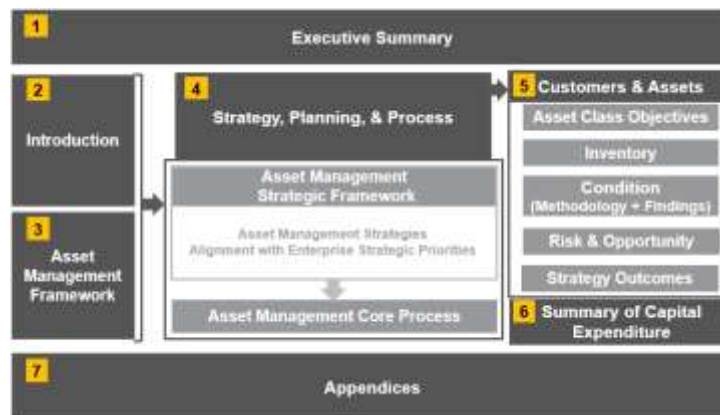 1
Executive Summary
2
Introduction
3
Asset
Management
Framework
4
Strategy, Planning, & Process
Asset Management
Strategic Framework
Asset Management Strategies
Alignment with Enterprise Strategic Priorities
Asset Management Core Process
5
Customers & Assets
Asset Class Objectives
Inventory
Condition
(Methodology + Findings)
Risk & Opportunity
Strategy Outcomes
6
Summary of Capital
Expenditure
7
Appendices